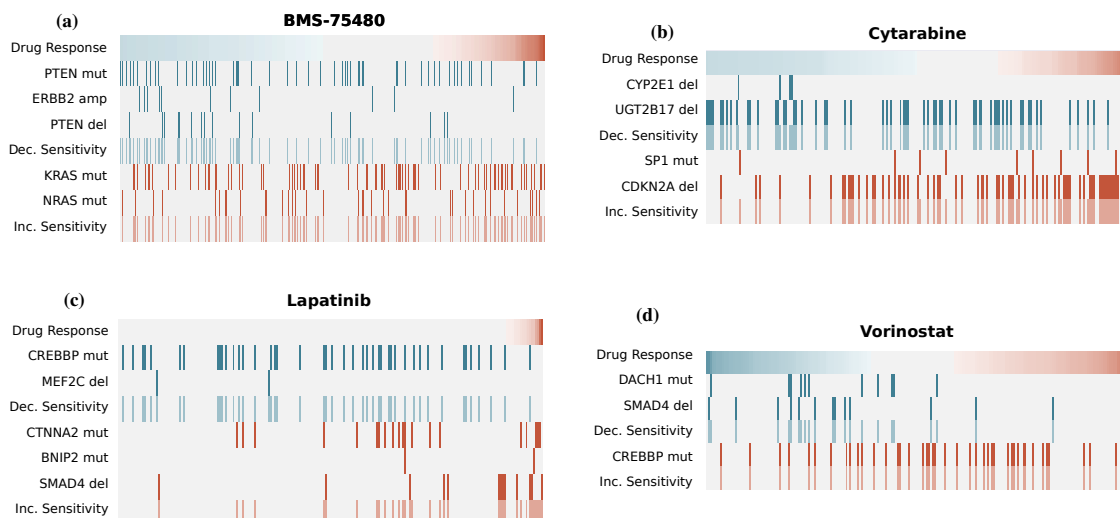 (a)
BMS-75480
Drug Response
PTEN mut
ERBB2 amp
PTEN del
Dec. Sensitivity
KRAS mut
NRAS mut
Inc. Sensitivity
(b)
Cytarabine
Drug Response
CYP2E1 del
UGT2B17 del
Dec. Sensitivity
SP1 mut
CDKN2A del
Inc. Sensitivity
(c)
Lapatinib
Drug Response
CREBBP mut
MEF2C del
Dec. Sensitivity
CTNNA2 mut
BNIP2 mut
SMAD4 del
Inc. Sensitivity
(d)
Vorinostat
Drug Response
DACH1 mut
SMAD4 del
Dec. Sensitivity
CREBBP mut
Inc. Sensitivity